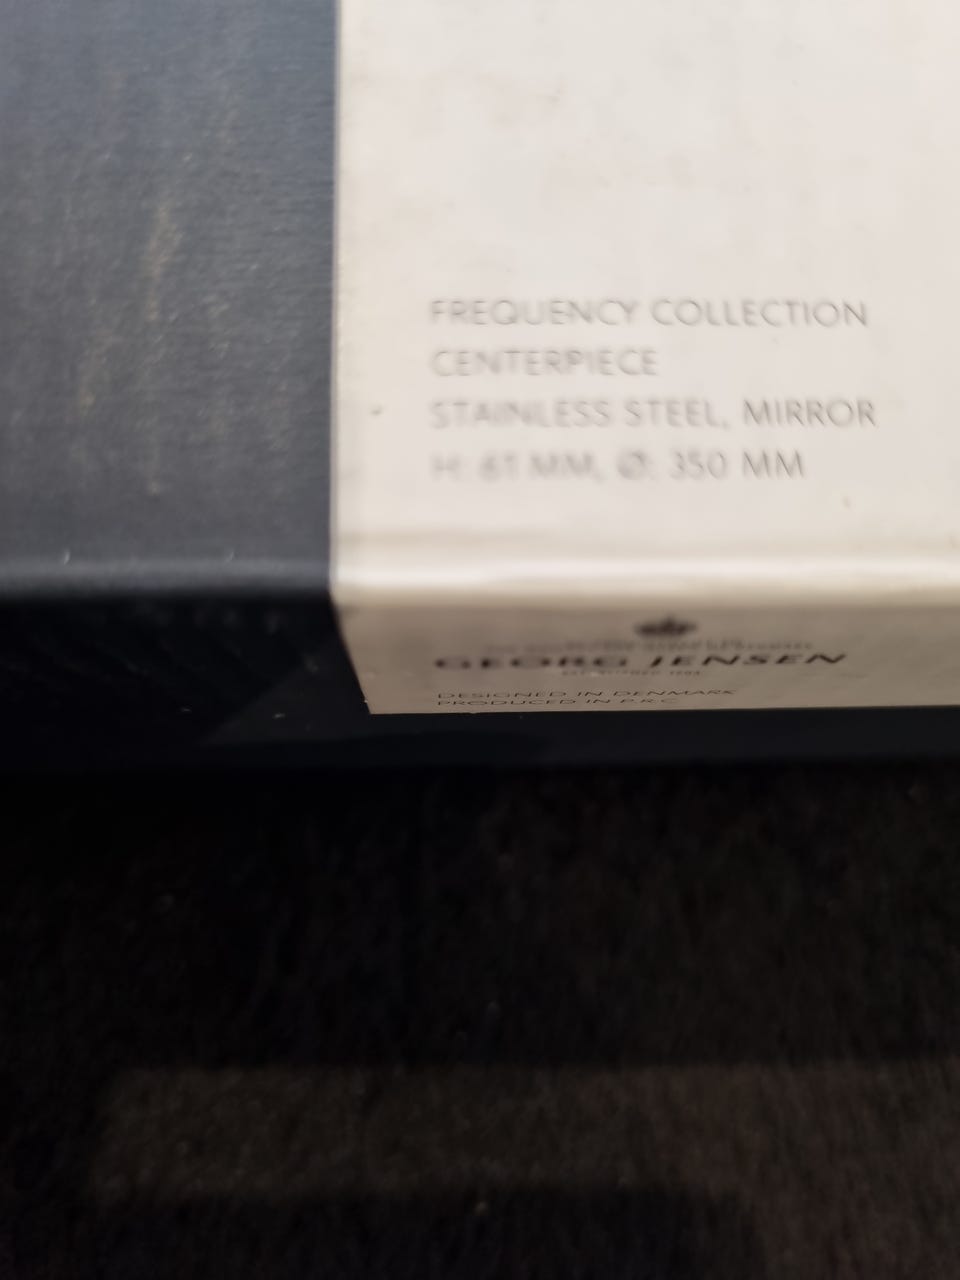 FREQUENCY COLLECTION
CENTERPIECE
STAINLESS STEEL, MIRROR
H: 61 MM, Ø: 350 MM
GEORG JENSEN
DESIGNED IN DENMARK
PRODUCED IN P.R.C